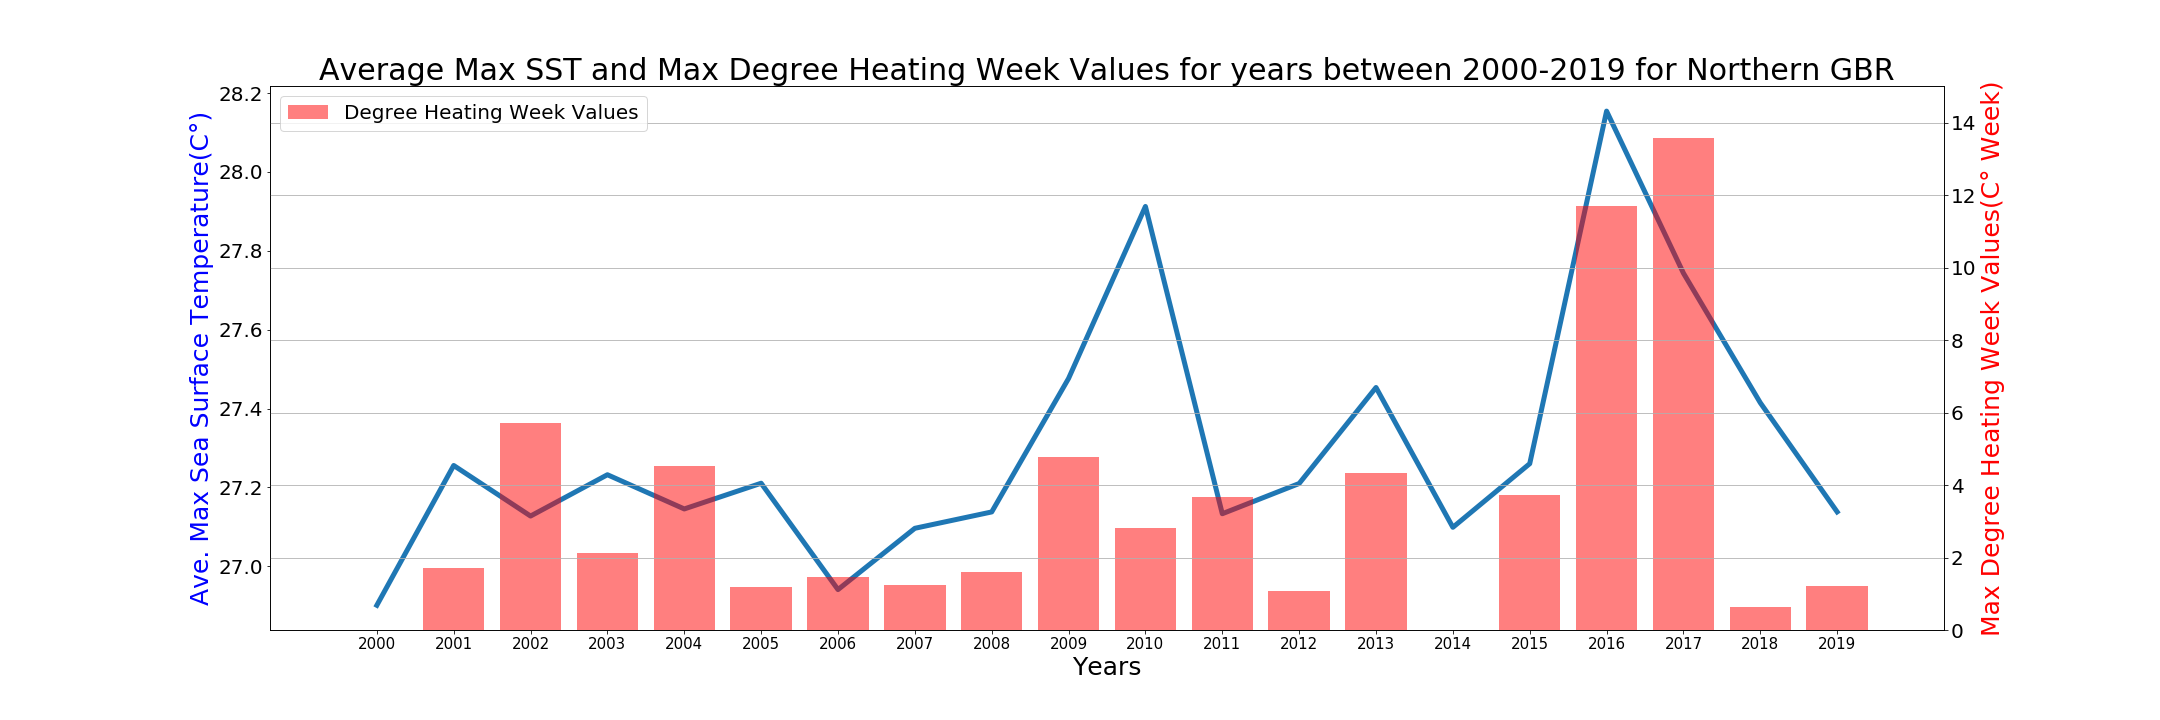 Average Max SST and Max Degree Heating Week Values for years between 2000-2019 for Northern GBR
Degree Heating Week Values
Ave. Max Sea Surface Temperature(C°)
28.2
28.0
27.8
27.6
27.4
27.2
27.0
14
12
10
8
6
4
2
0
Max Degree Heating Week Values(C° Week)
2000 2001 2002 2003 2004 2005 2006 2007 2008 2009 2010 2011 2012 2013 2014 2015 2016 2017 2018 2019
Years